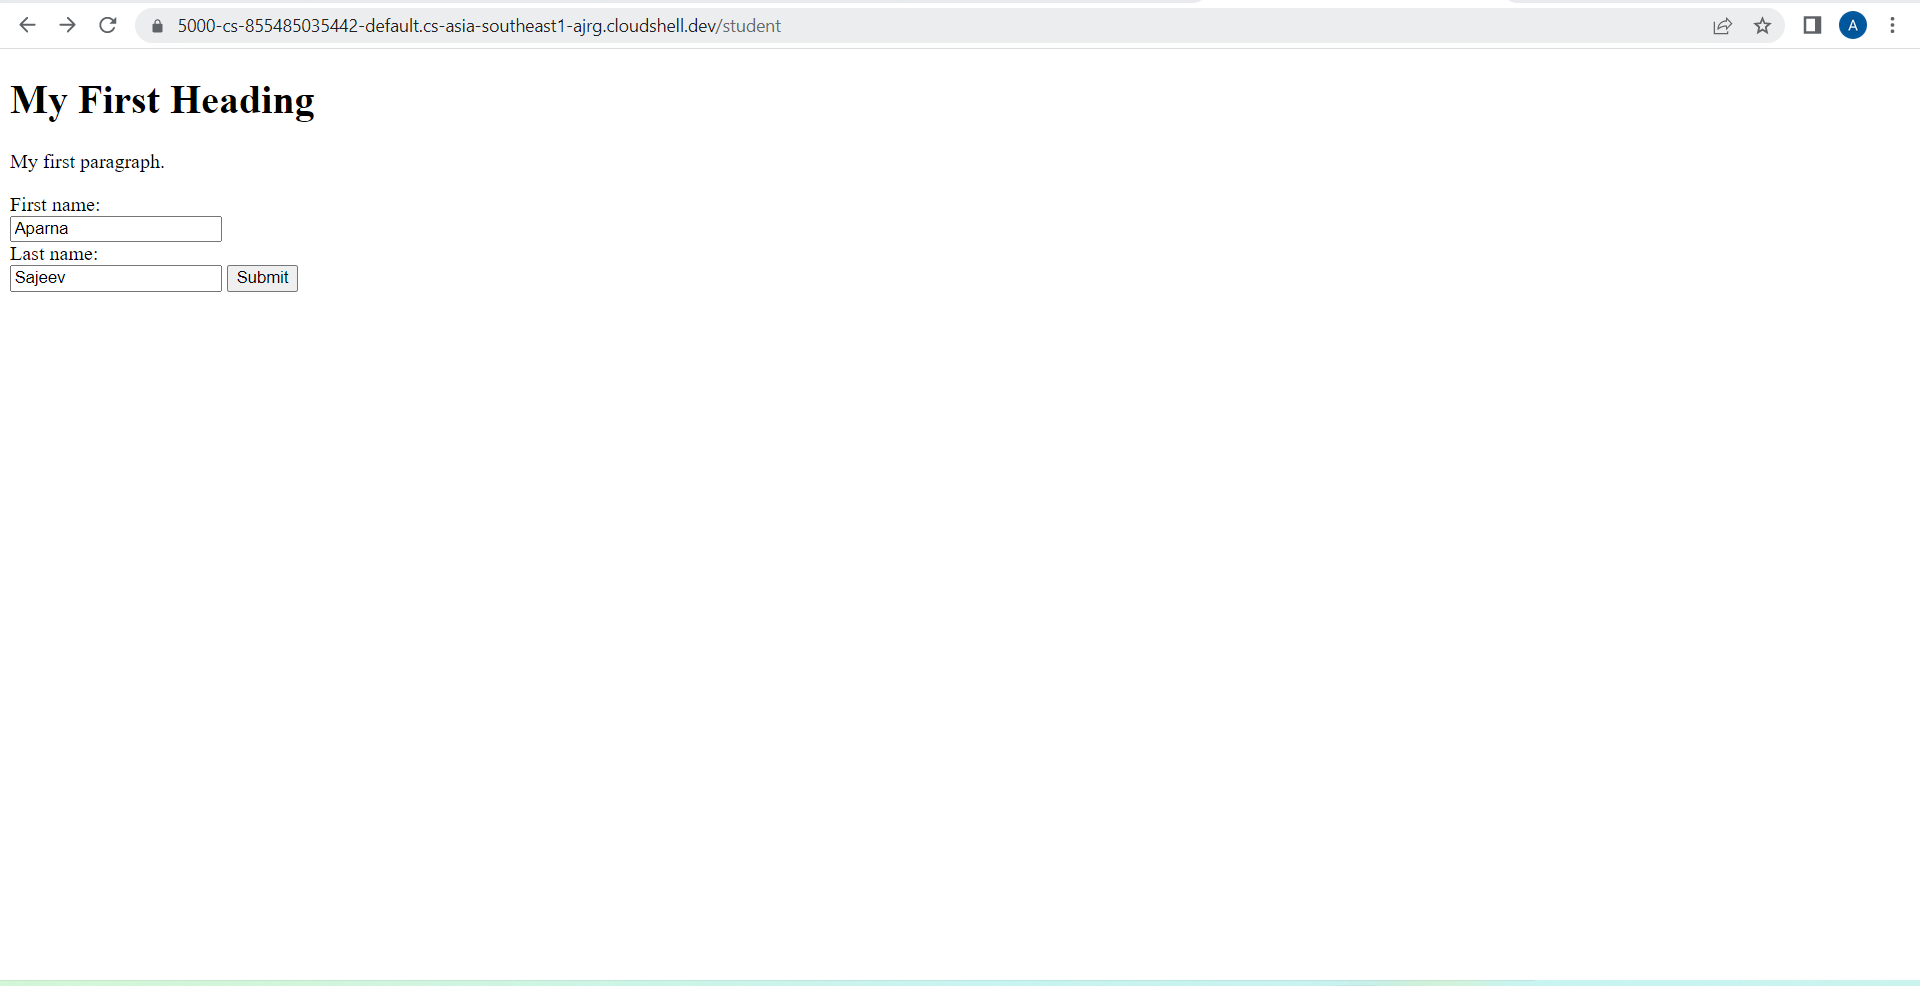 5000-cs-855485035442-default.cs-asia-southeast1-ajrg.cloudshell.dev/student
A
My First Heading
My first paragraph.
First name:
Aparna
Last name:
Sajeev Submit